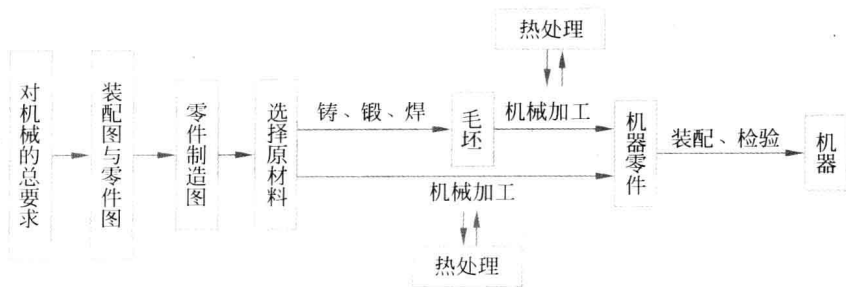 热处理
对机械的总要求
装配图与零件图
零件制造图
选择原材料
铸、锻、焊
毛坯
机械加工
机器零件
装配、检验
机器
机械加工
热处理